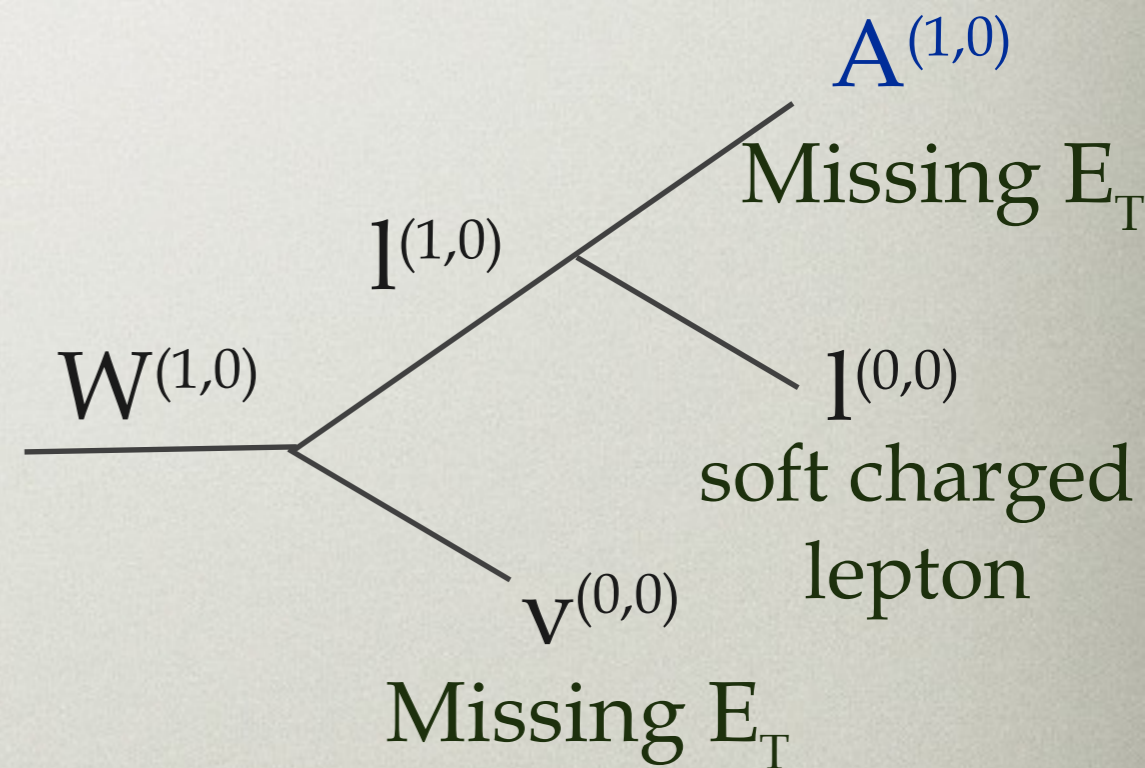 A(1,0)
Missing ET
l(1,0)
W(1,0)
l(0,0)
soft charged
lepton
ν(0,0)
Missing ET